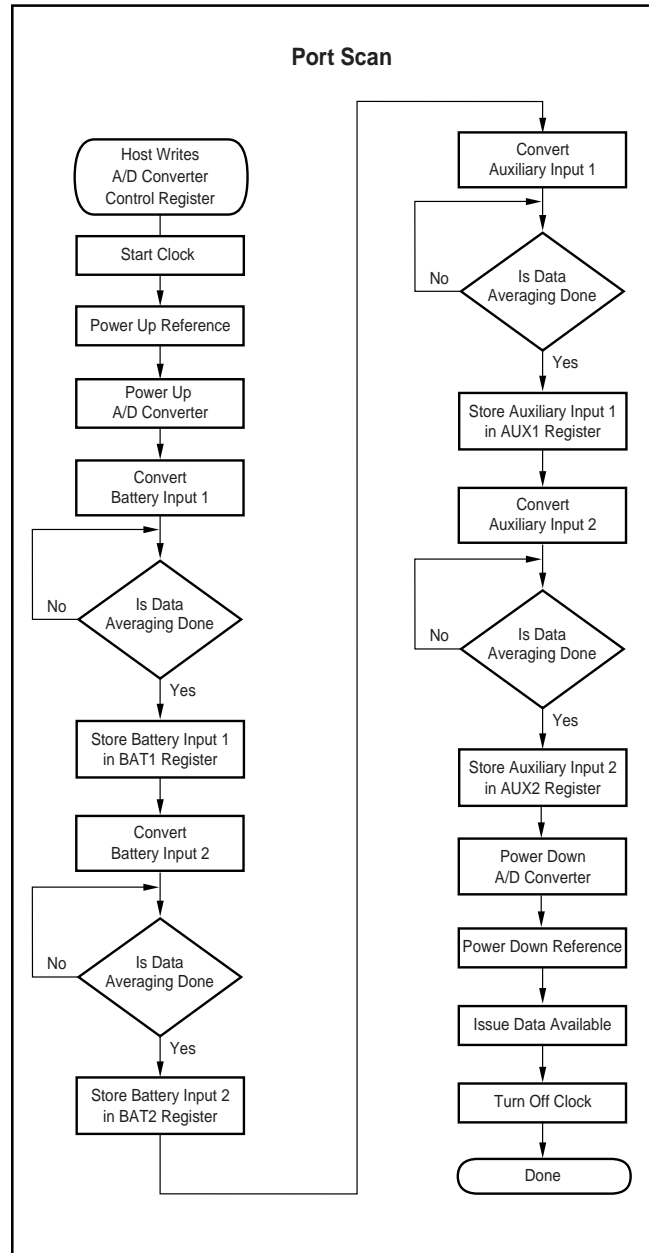 Port Scan
Host Writes
A/D Converter
Control Register
Start Clock
Power Up Reference
Power Up
A/D Converter
Convert
Battery Input 1
Is Data
Averaging Done
No
Yes
Store Battery Input 1
in BAT1 Register
Convert
Battery Input 2
Is Data
Averaging Done
No
Yes
Store Battery Input 2
in BAT2 Register
Convert
Auxiliary Input 1
Is Data
Averaging Done
No
Yes
Store Auxiliary Input 1
in AUX1 Register
Convert
Auxiliary Input 2
Is Data
Averaging Done
No
Yes
Store Auxiliary Input 2
in AUX2 Register
Power Down
A/D Converter
Power Down Reference
Issue Data Available
Turn Off Clock
Done